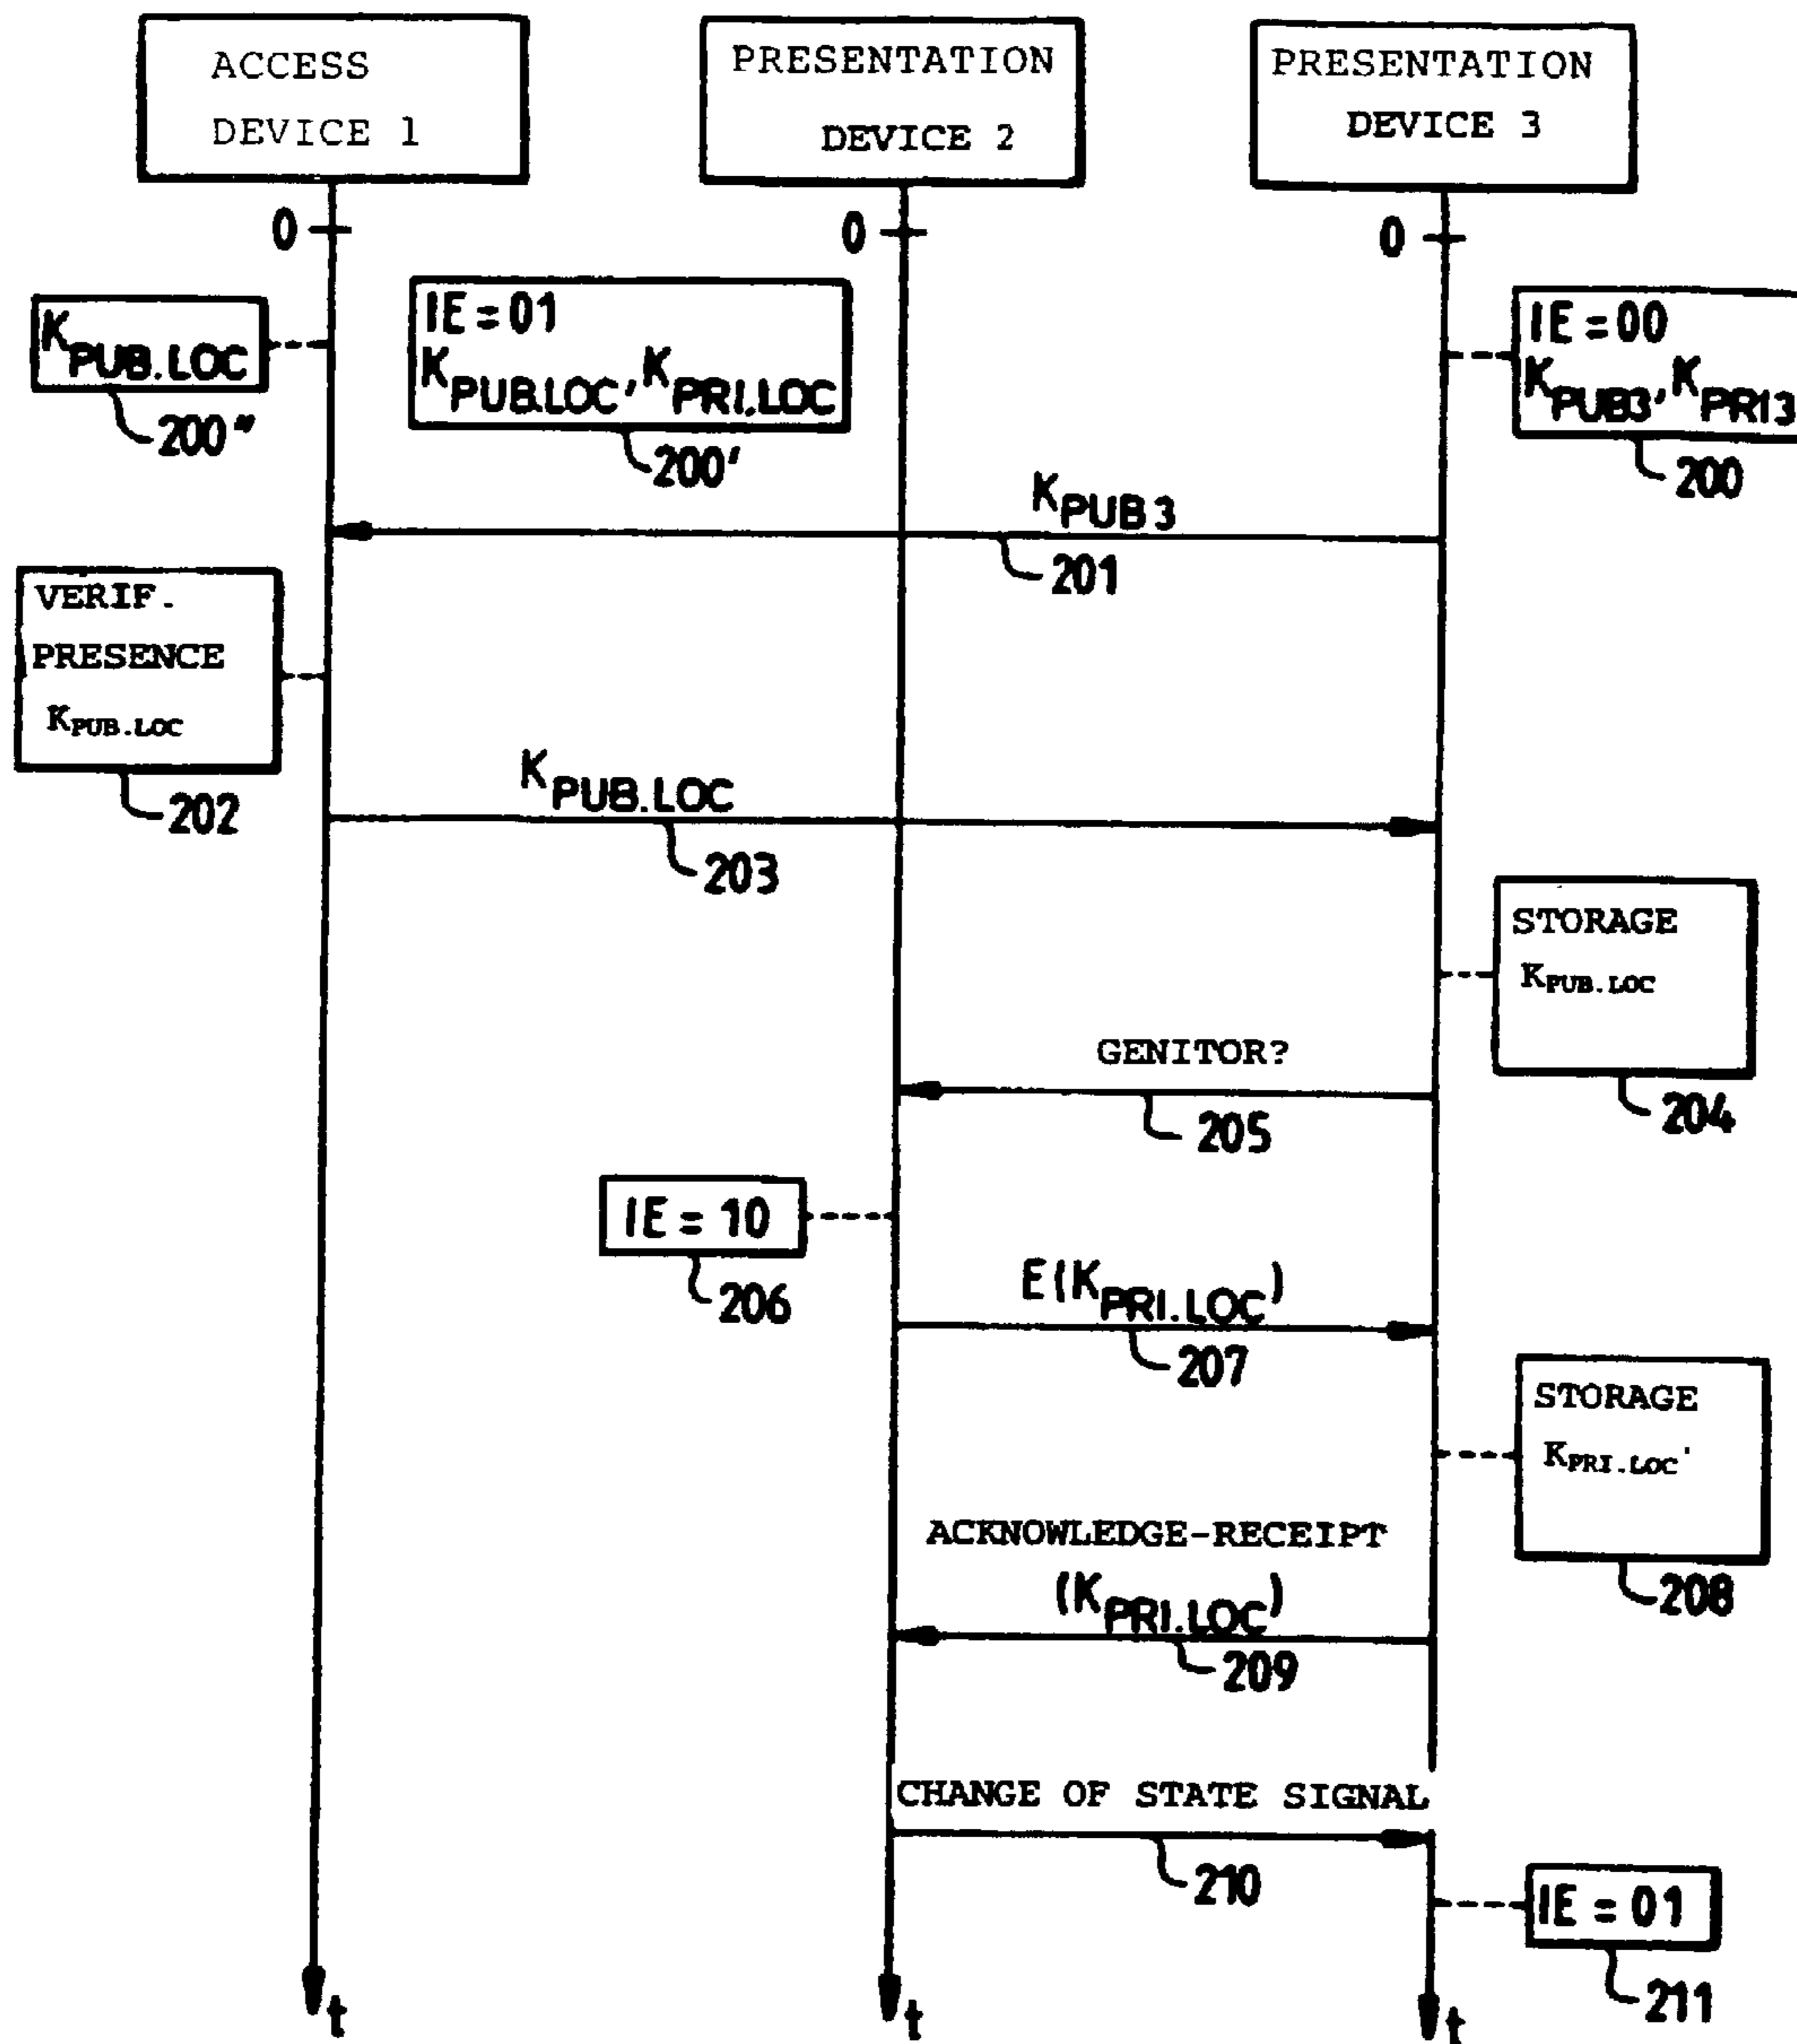 ACCESS
DEVICE 1
PRESENTATION
DEVICE 2
PRESENTATION
DEVICE 3
0
0
0
KPUB.LOC
200"
IE = 01
KPUB.LOC, KPRI.LOC
200'
IE = 00
KPUB3, KPRI3
200
KPUB3
201
VERIF.
PRESENCE
KPUB.LOC
202
KPUB.LOC
203
STORAGE
KPUB.LOC
204
GENITOR?
205
IE = 10
206
E(KPRI.LOC)
207
STORAGE
KPRI.LOC'
208
ACKNOWLEDGE-RECEIPT
(KPRI.LOC)
209
CHANGE OF STATE SIGNAL
210
IE = 01
211
t
t
t